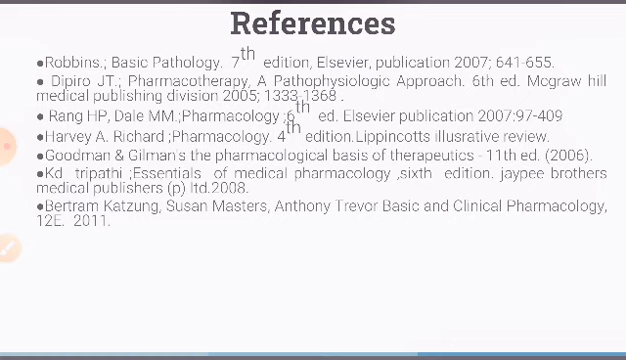 References
●Robbins.; Basic Pathology. 7th edition, Elsevier, publication 2007; 641-655.
● Dipiro JT.; Pharmacotherapy, A Pathophysiologic Approach. 6th ed. Mcgraw hill
medical publishing division 2005; 1333-1368 .
● Rang HP, Dale MM.;Pharmacology ;6th ed. Elsevier publication 2007:97-409
●Harvey A. Richard ;Pharmacology. 4th edition.Lippincotts illusrative review.
●Goodman & Gilman's the pharmacological basis of therapeutics - 11th ed. (2006).
●Kd tripathi ;Essentials of medical pharmacology ,sixth edition. jaypee brothers
medical publishers (p) ltd.2008.
●Bertram Katzung, Susan Masters, Anthony Trevor Basic and Clinical Pharmacology,
12E. 2011.